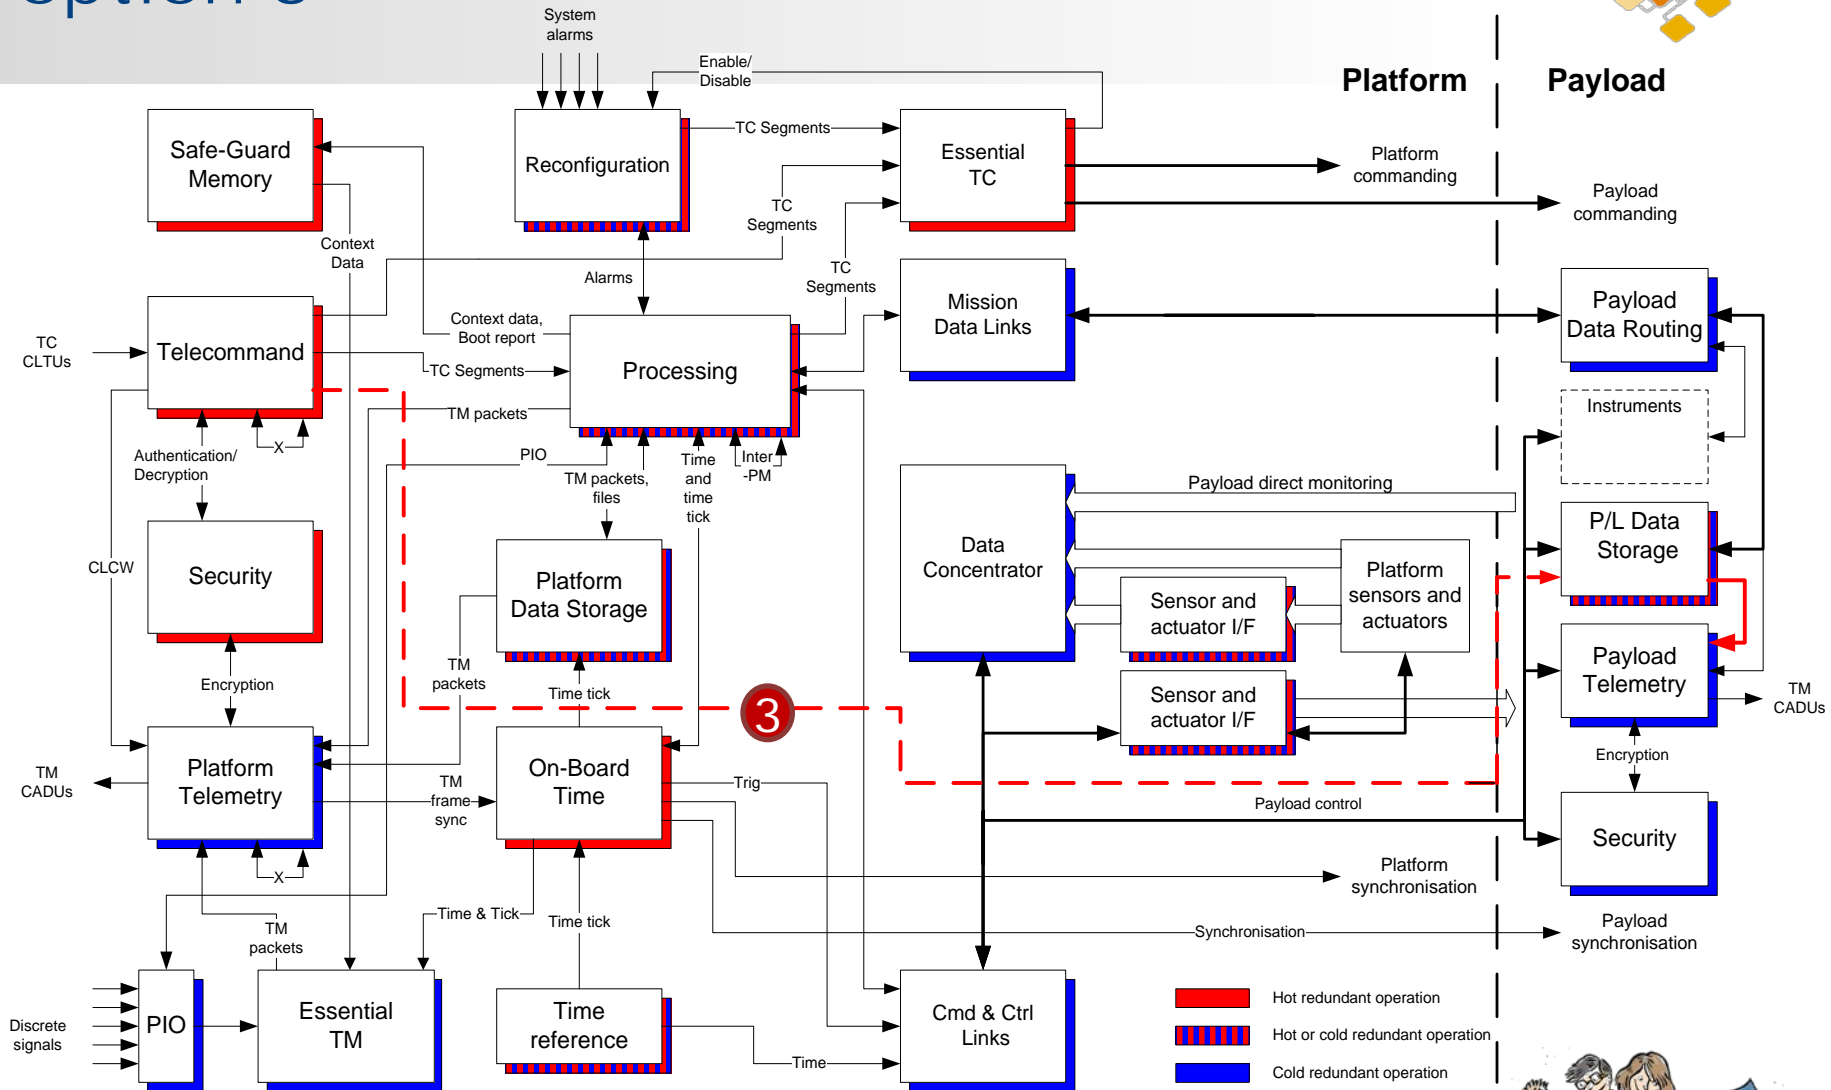 option 3
System
alarms
Enable/
Disable
Platform
Payload
Safe-Guard
Memory
Reconfiguration
TC Segments
Essential
TC
Platform
commanding
Payload
commanding
TC
Segments
Context
Data
Alarms
TC
Segments
Mission
Data Links
Payload
Data Routing
TC
CLTUs
Telecommand
Context data,
Boot report
TC Segments
Processing
TM packets
Instruments
X
Authentication/
Decryption
PIO
TM packets,
files
Time
and
time
tick
Inter
-PM
Payload direct monitoring
P/L Data
Storage
Data
Concentrator
CLCW
Security
Platform
Data Storage
Sensor and
actuator I/F
Platform
sensors and
actuators
Payload
Telemetry
TM
CADUs
Encryption
TM
packets
Time tick
3
Sensor and
actuator I/F
Encryption
TM
CADUs
Platform
Telemetry
TM
frame
sync
On-Board
Time
Trig
Payload control
Security
X
Platform
synchronisation
Time & Tick
Time tick
TM
packets
Synchronisation
Payload
synchronisation
Discrete
signals
PIO
Essential
TM
Time
reference
Time
Cmd & Ctrl
Links
Hot redundant operation
Hot or cold redundant operation
Cold redundant operation